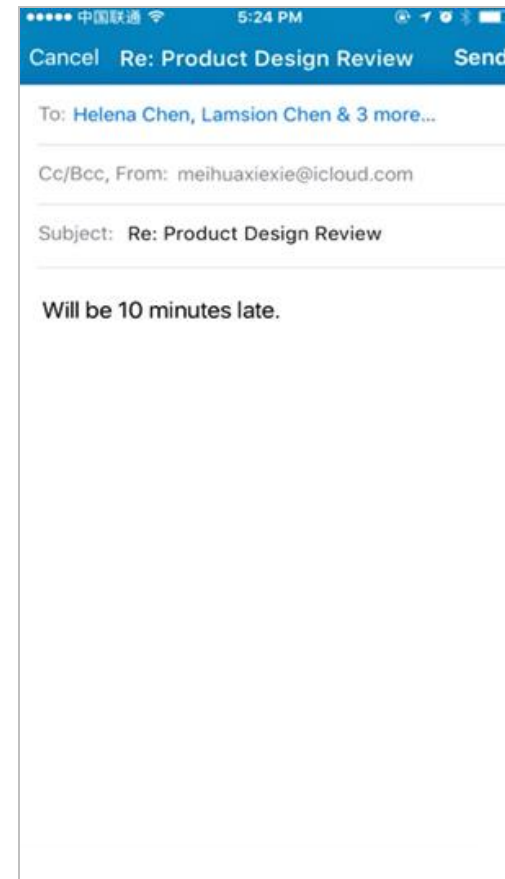 中国联通 5:24 PM
Cancel Re: Product Design Review Send
To: Helena Chen, Lamsion Chen & 3 more...
Cc/Bcc, From: meihuaxiexie@icloud.com
Subject: Re: Product Design Review
Will be 10 minutes late.